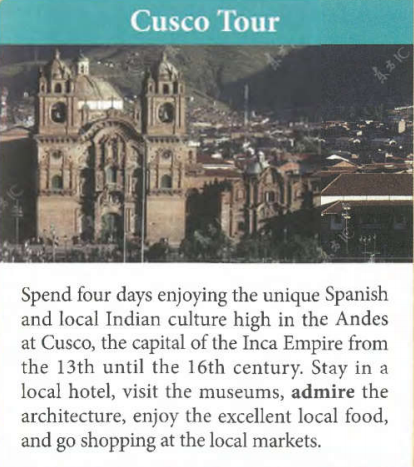 Cusco Tour
Spend four days enjoying the unique Spanish
and local Indian culture high in the Andes
at Cusco, the capital of the Inca Empire from
the 13th until the 16th century. Stay in a
local hotel, visit the museums, admire the
architecture, enjoy the excellent local food,
and go shopping at the local markets.